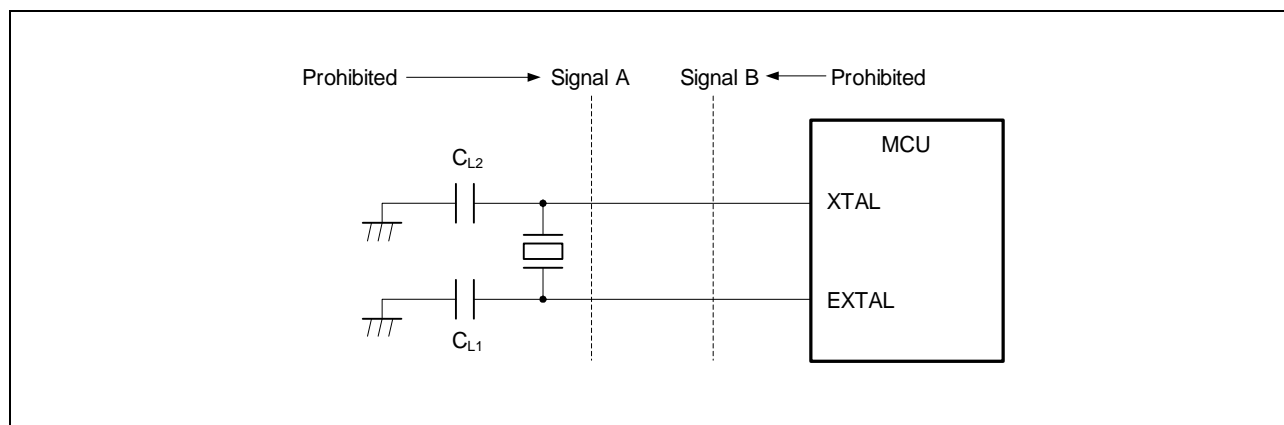 Prohibited Signal A Signal B Prohibited
MCU
CL2
XTAL
EXTAL
CL1